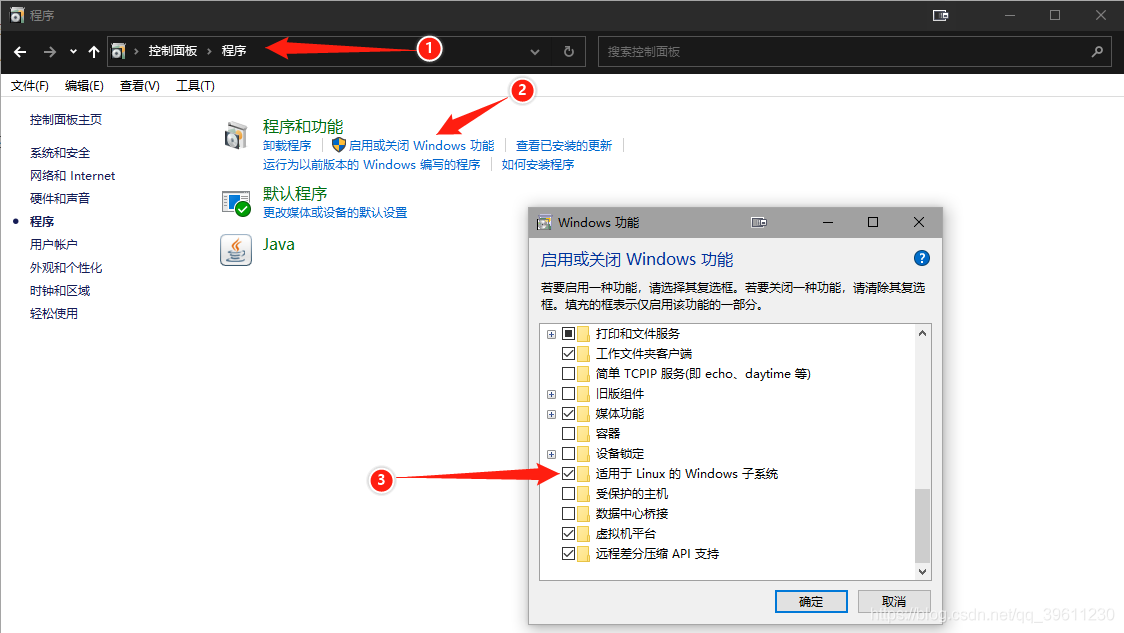 程序
控制面板 › 程序
搜索控制面板
1
文件(F) 编辑(E) 查看(V) 工具(T)
2
控制面板主页
系统和安全
网络和 Internet
硬件和声音
程序
用户帐户
外观和个性化
时钟和区域
轻松使用
程序和功能
卸载程序 启用或关闭 Windows 功能 查看已安装的更新
运行为以前版本的 Windows 编写的程序 如何安装程序
默认程序
更改媒体或设备的默认设置
Java
Windows 功能
启用或关闭 Windows 功能
?
若要启用一种功能，请选择其复选框。若要关闭一种功能，请清除其复选
框。填充的框表示仅启用该功能的一部分。
打印和文件服务
工作文件夹客户端
简单 TCPIP 服务(即 echo、daytime 等)
旧版组件
媒体功能
容器
设备锁定
3
适用于 Linux 的 Windows 子系统
受保护的主机
数据中心桥接
虚拟机平台
远程差分压缩 API 支持
确定 取消
https://blog.csdn.net/qq_39611230